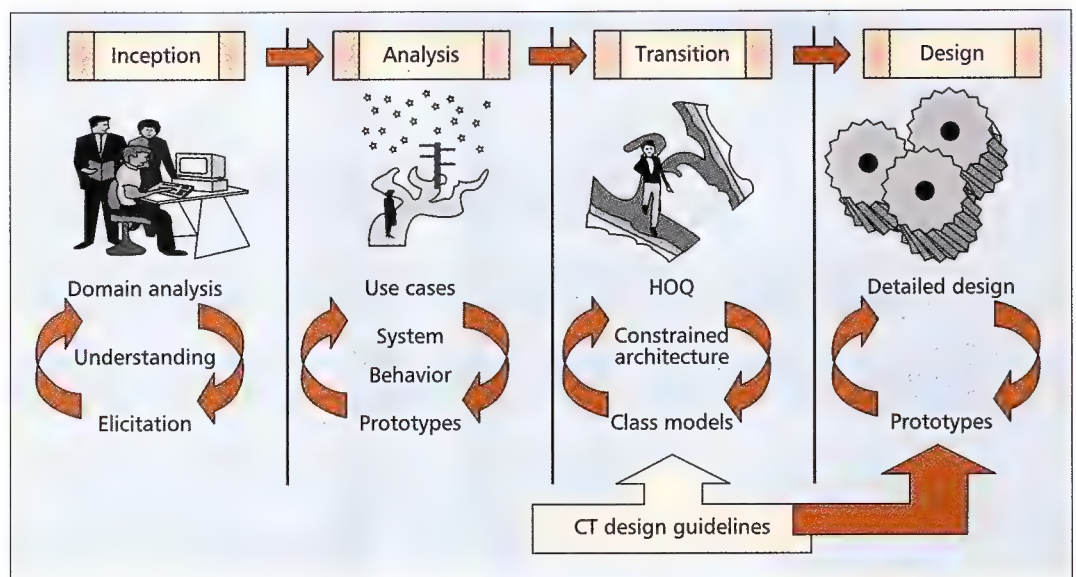 Inception
Analysis
Transition
Design
Domain analysis
Understanding
Elicitation
Use cases
System
Behavior
Prototypes
HOQ
Constrained
architecture
Class models
Detailed design
Prototypes
CT design guidelines